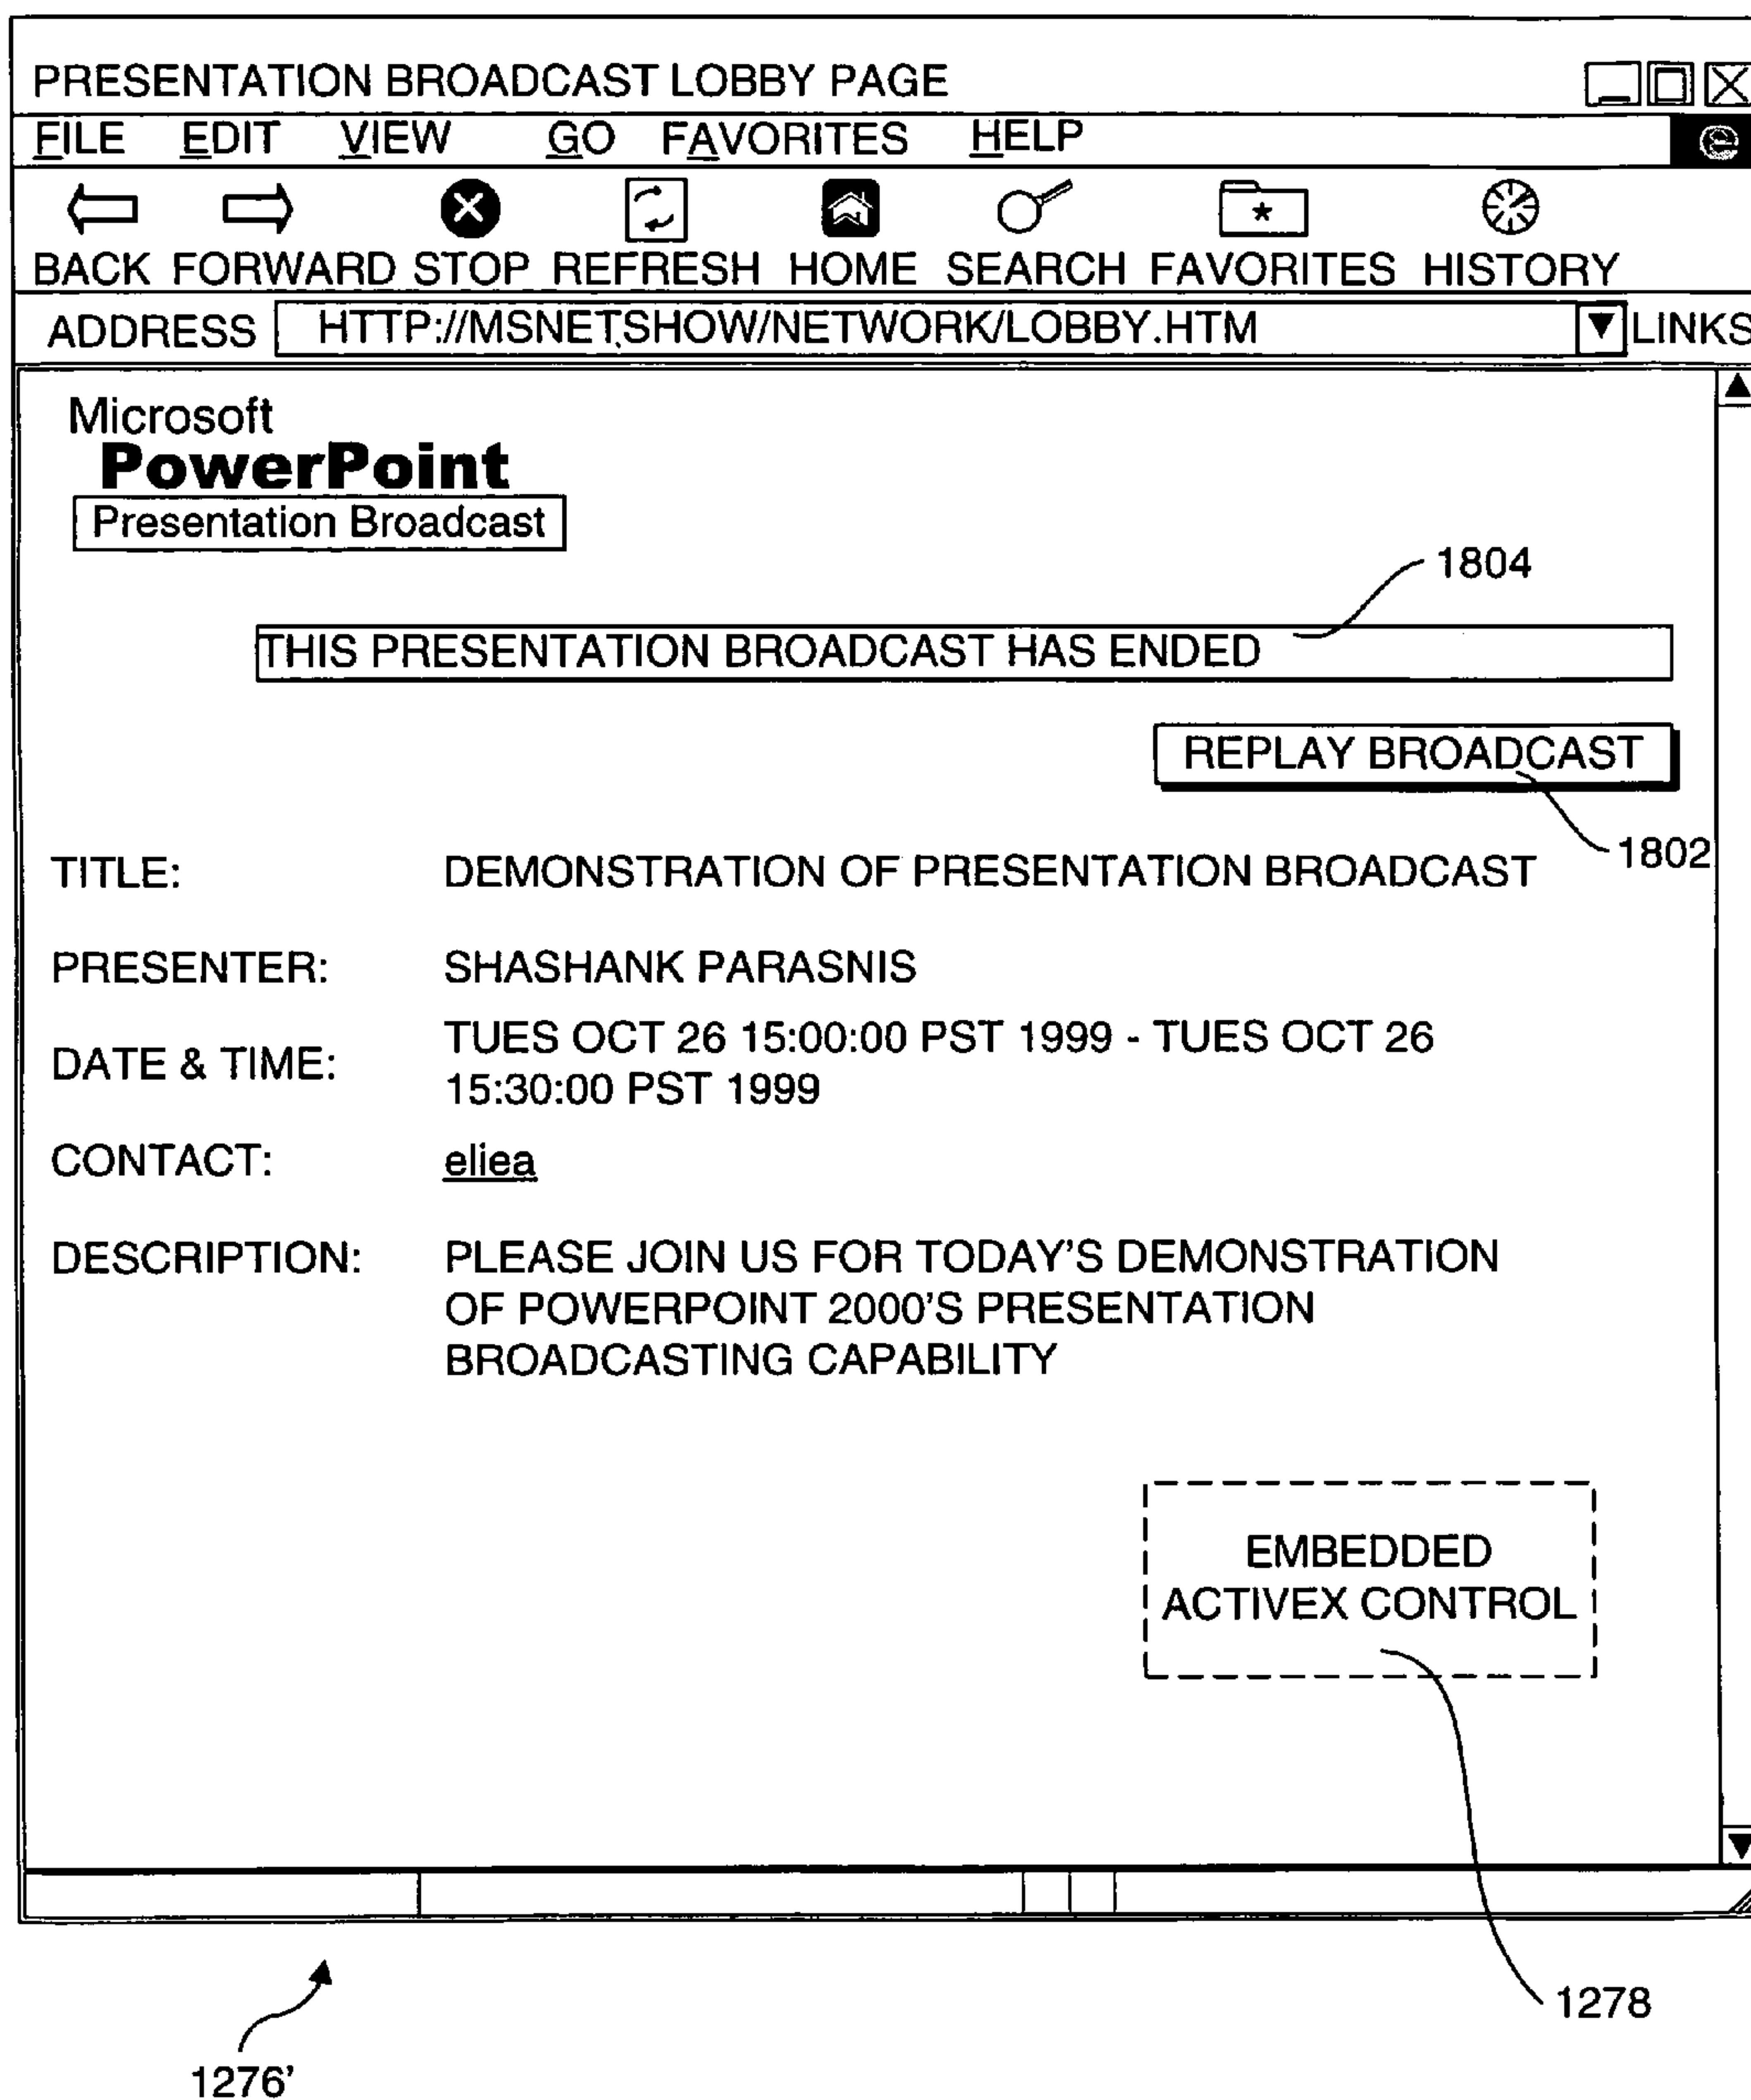 PRESENTATION BROADCAST LOBBY PAGE
FILE EDIT VIEW GO FAVORITES HELP
e
BACK FORWARD STOP REFRESH HOME SEARCH FAVORITES HISTORY
ADDRESS HTTP://MSNETSHOW/NETWORK/LOBBY.HTM LINKS
Microsoft
PowerPoint
Presentation Broadcast
1804
THIS PRESENTATION BROADCAST HAS ENDED
REPLAY BROADCAST
1802
TITLE: DEMONSTRATION OF PRESENTATION BROADCAST
PRESENTER: SHASHANK PARASNIS
DATE & TIME: TUES OCT 26 15:00:00 PST 1999 - TUES OCT 26
15:30:00 PST 1999
CONTACT: eliea
DESCRIPTION: PLEASE JOIN US FOR TODAY'S DEMONSTRATION
OF POWERPOINT 2000'S PRESENTATION
BROADCASTING CAPABILITY
EMBEDDED
ACTIVEX CONTROL
1278
1276'